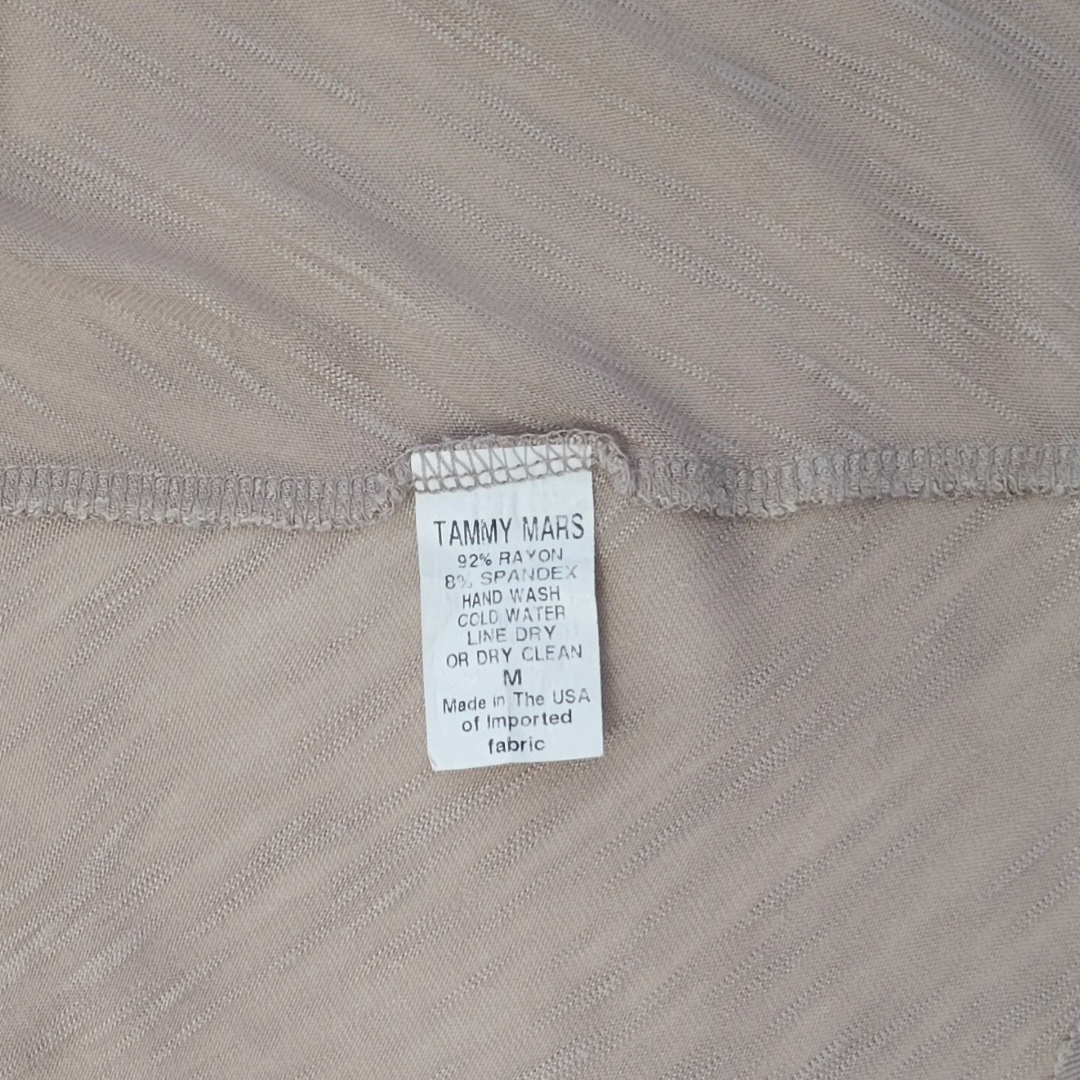 TAMMY MARS
92% RAYON
8% SPANDEX
HAND WASH
COLD WATER
LINE DRY
OR DRY CLEAN
M
Made in The USA
of Imported
fabric